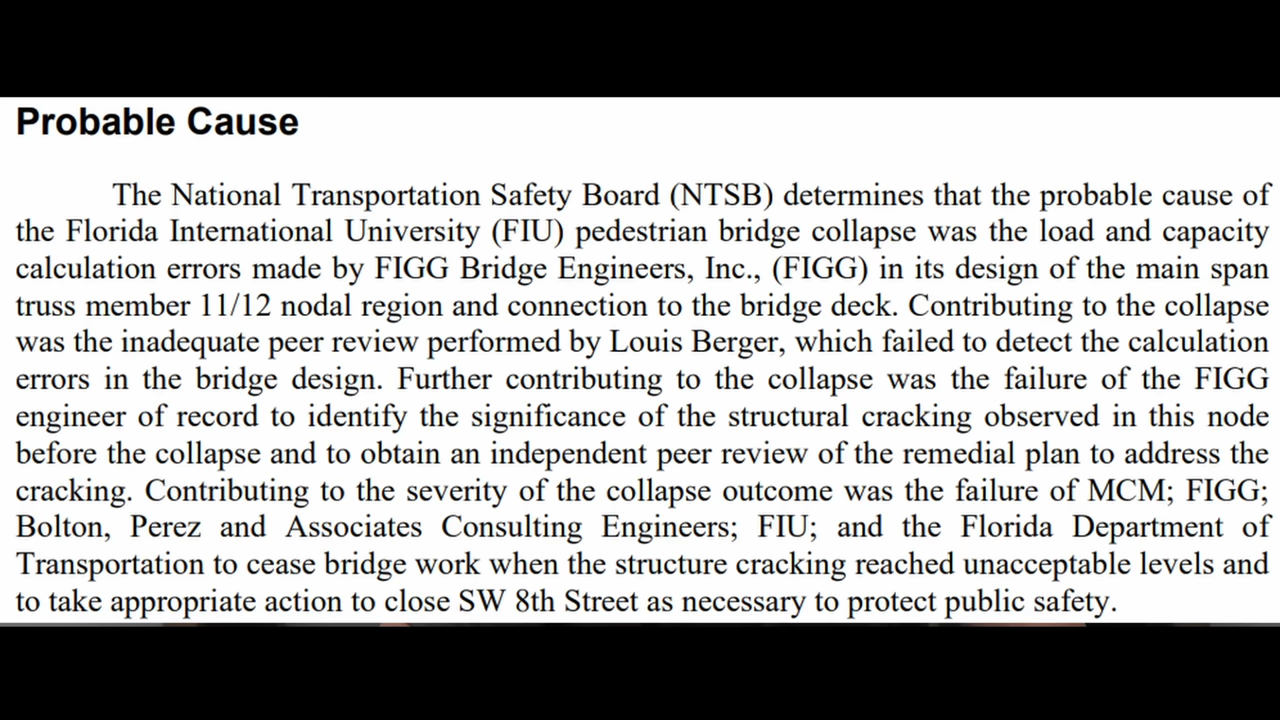 Probable Cause
The National Transportation Safety Board (NTSB) determines that the probable cause of
the Florida International University (FIU) pedestrian bridge collapse was the load and capacity
calculation errors made by FIGG Bridge Engineers, Inc., (FIGG) in its design of the main span
truss member 11/12 nodal region and connection to the bridge deck. Contributing to the collapse
was the inadequate peer review performed by Louis Berger, which failed to detect the calculation
errors in the bridge design. Further contributing to the collapse was the failure of the FIGG
engineer of record to identify the significance of the structural cracking observed in this node
before the collapse and to obtain an independent peer review of the remedial plan to address the
cracking. Contributing to the severity of the collapse outcome was the failure of MCM; FIGG;
Bolton, Perez and Associates Consulting Engineers; FIU; and the Florida Department of
Transportation to cease bridge work when the structure cracking reached unacceptable levels and
to take appropriate action to close SW 8th Street as necessary to protect public safety.